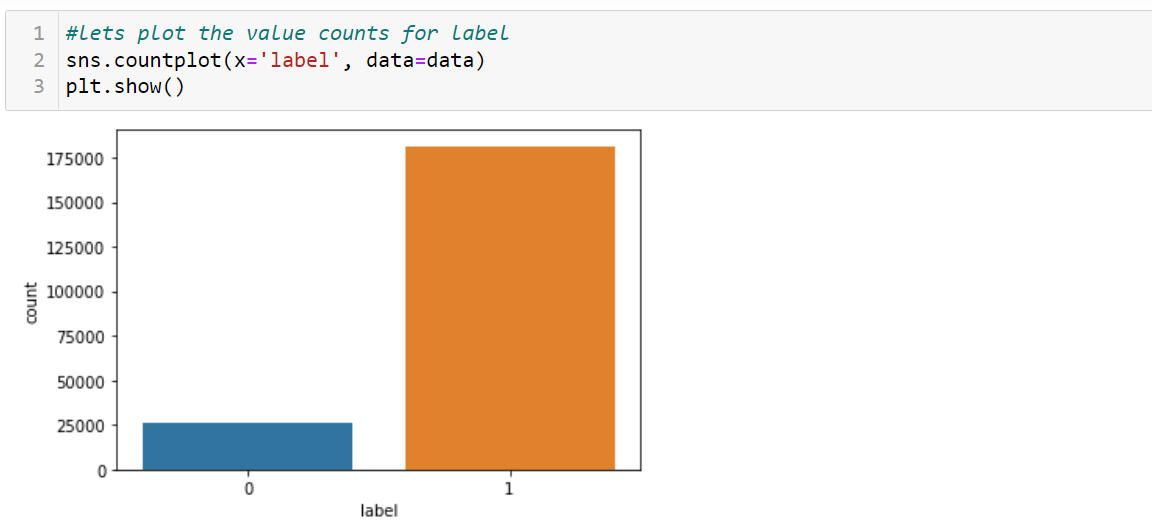 1 #lets plot the value counts for label
2 sns.countplot(x='label', data=data)
3 plt.show()
175000
150000
125000
100000
75000
50000
25000
0
count
0 1
label